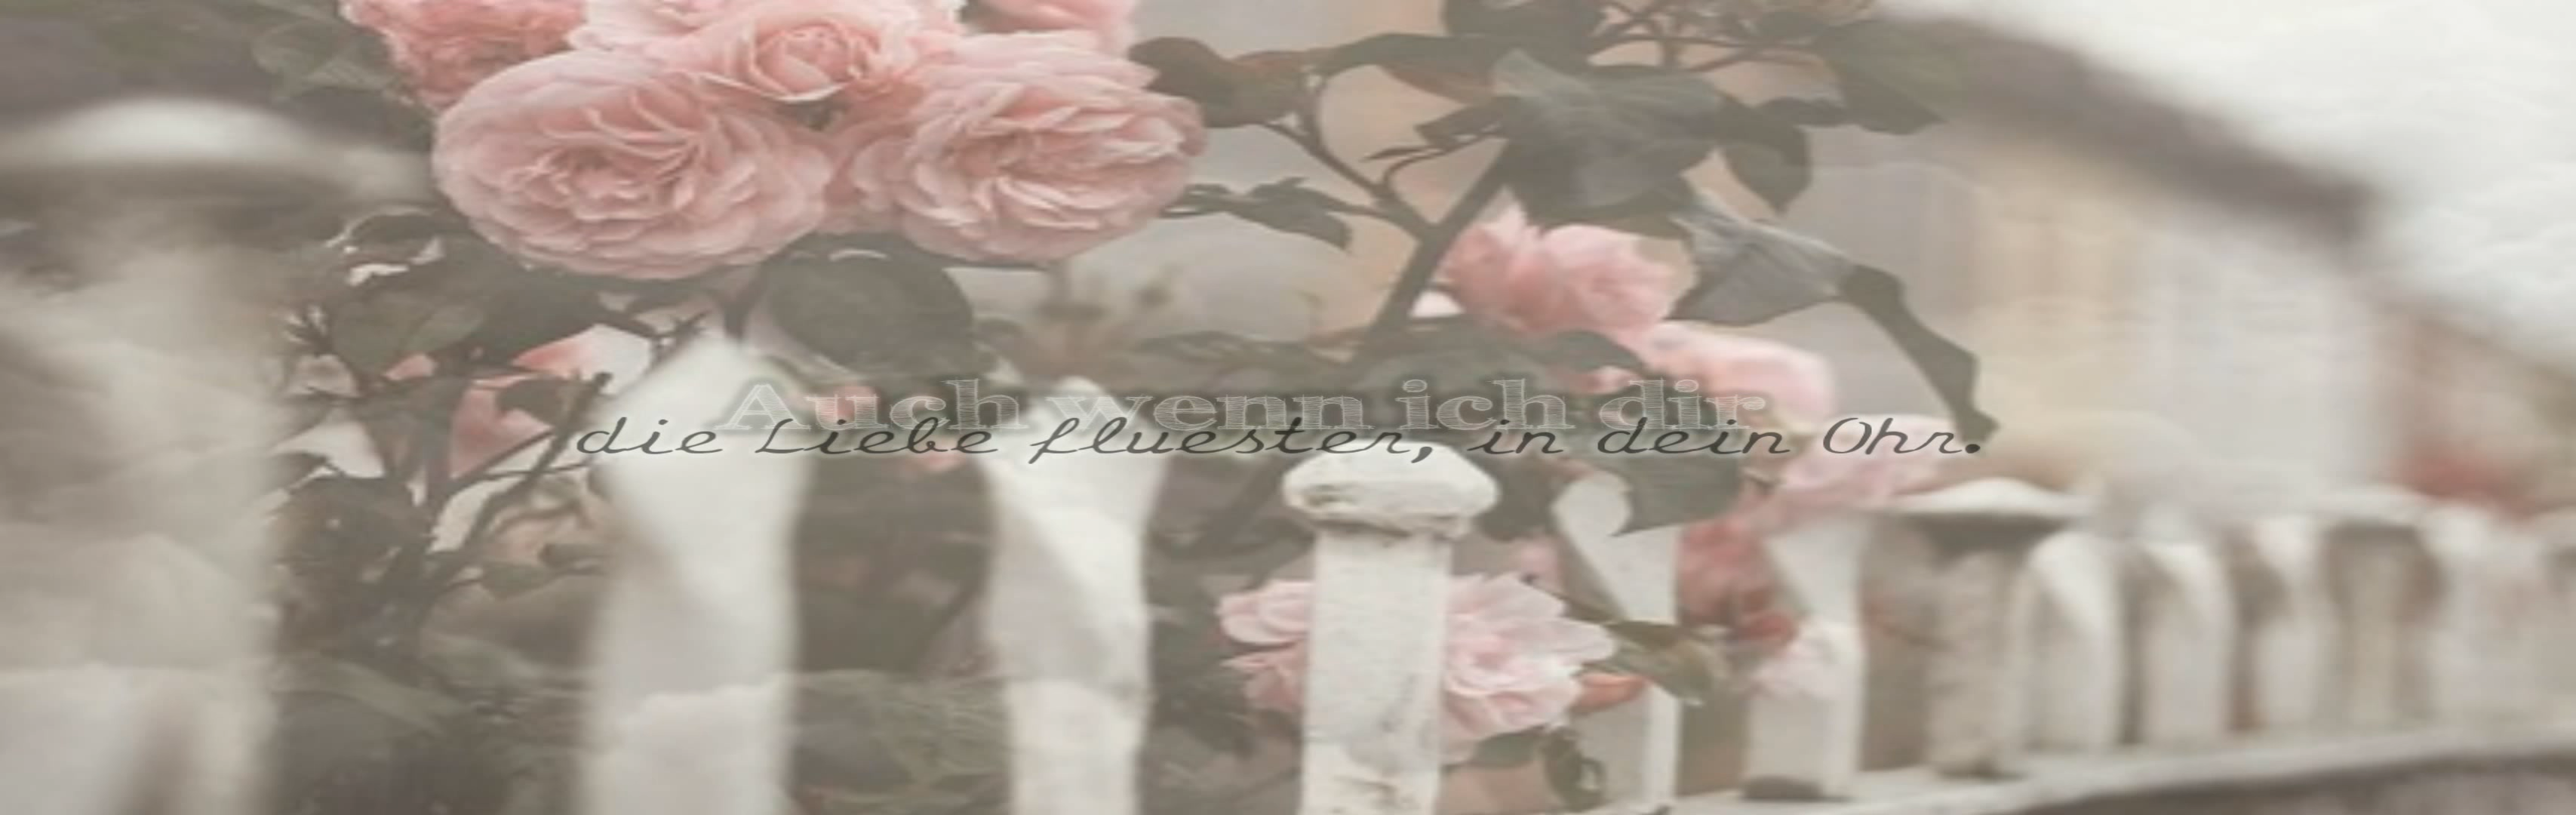 Auch wenn ich dir
die Liebe fluester, in dein Ohr.